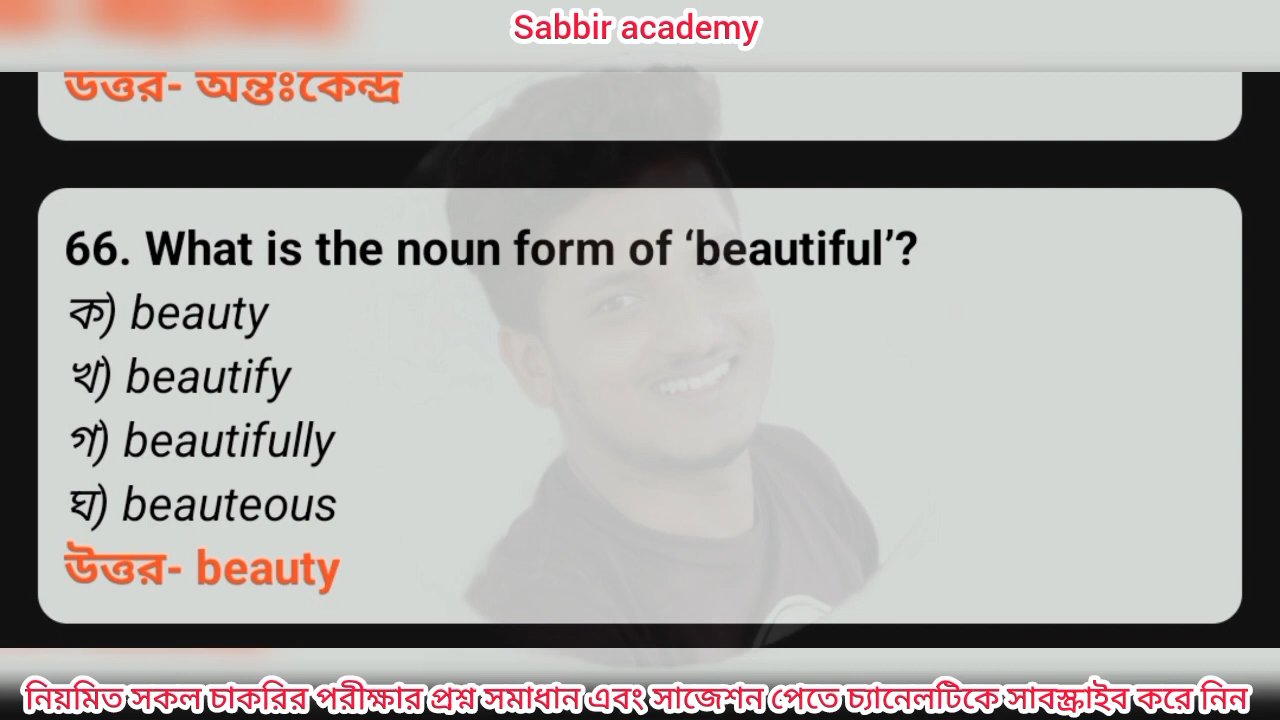 Sabbir academy
উত্তর- অন্তঃকেন্দ্র
66. What is the noun form of ‘beautiful’?
ক) beauty
খ) beautify
গ) beautifully
ঘ) beauteous
উত্তর- beauty
নিয়মিত সকল চাকরির পরীক্ষার প্রশ্ন সমাধান এবং সাজেশন পেতে চ্যানেলটিকে সাবস্ক্রাইব করে নিন